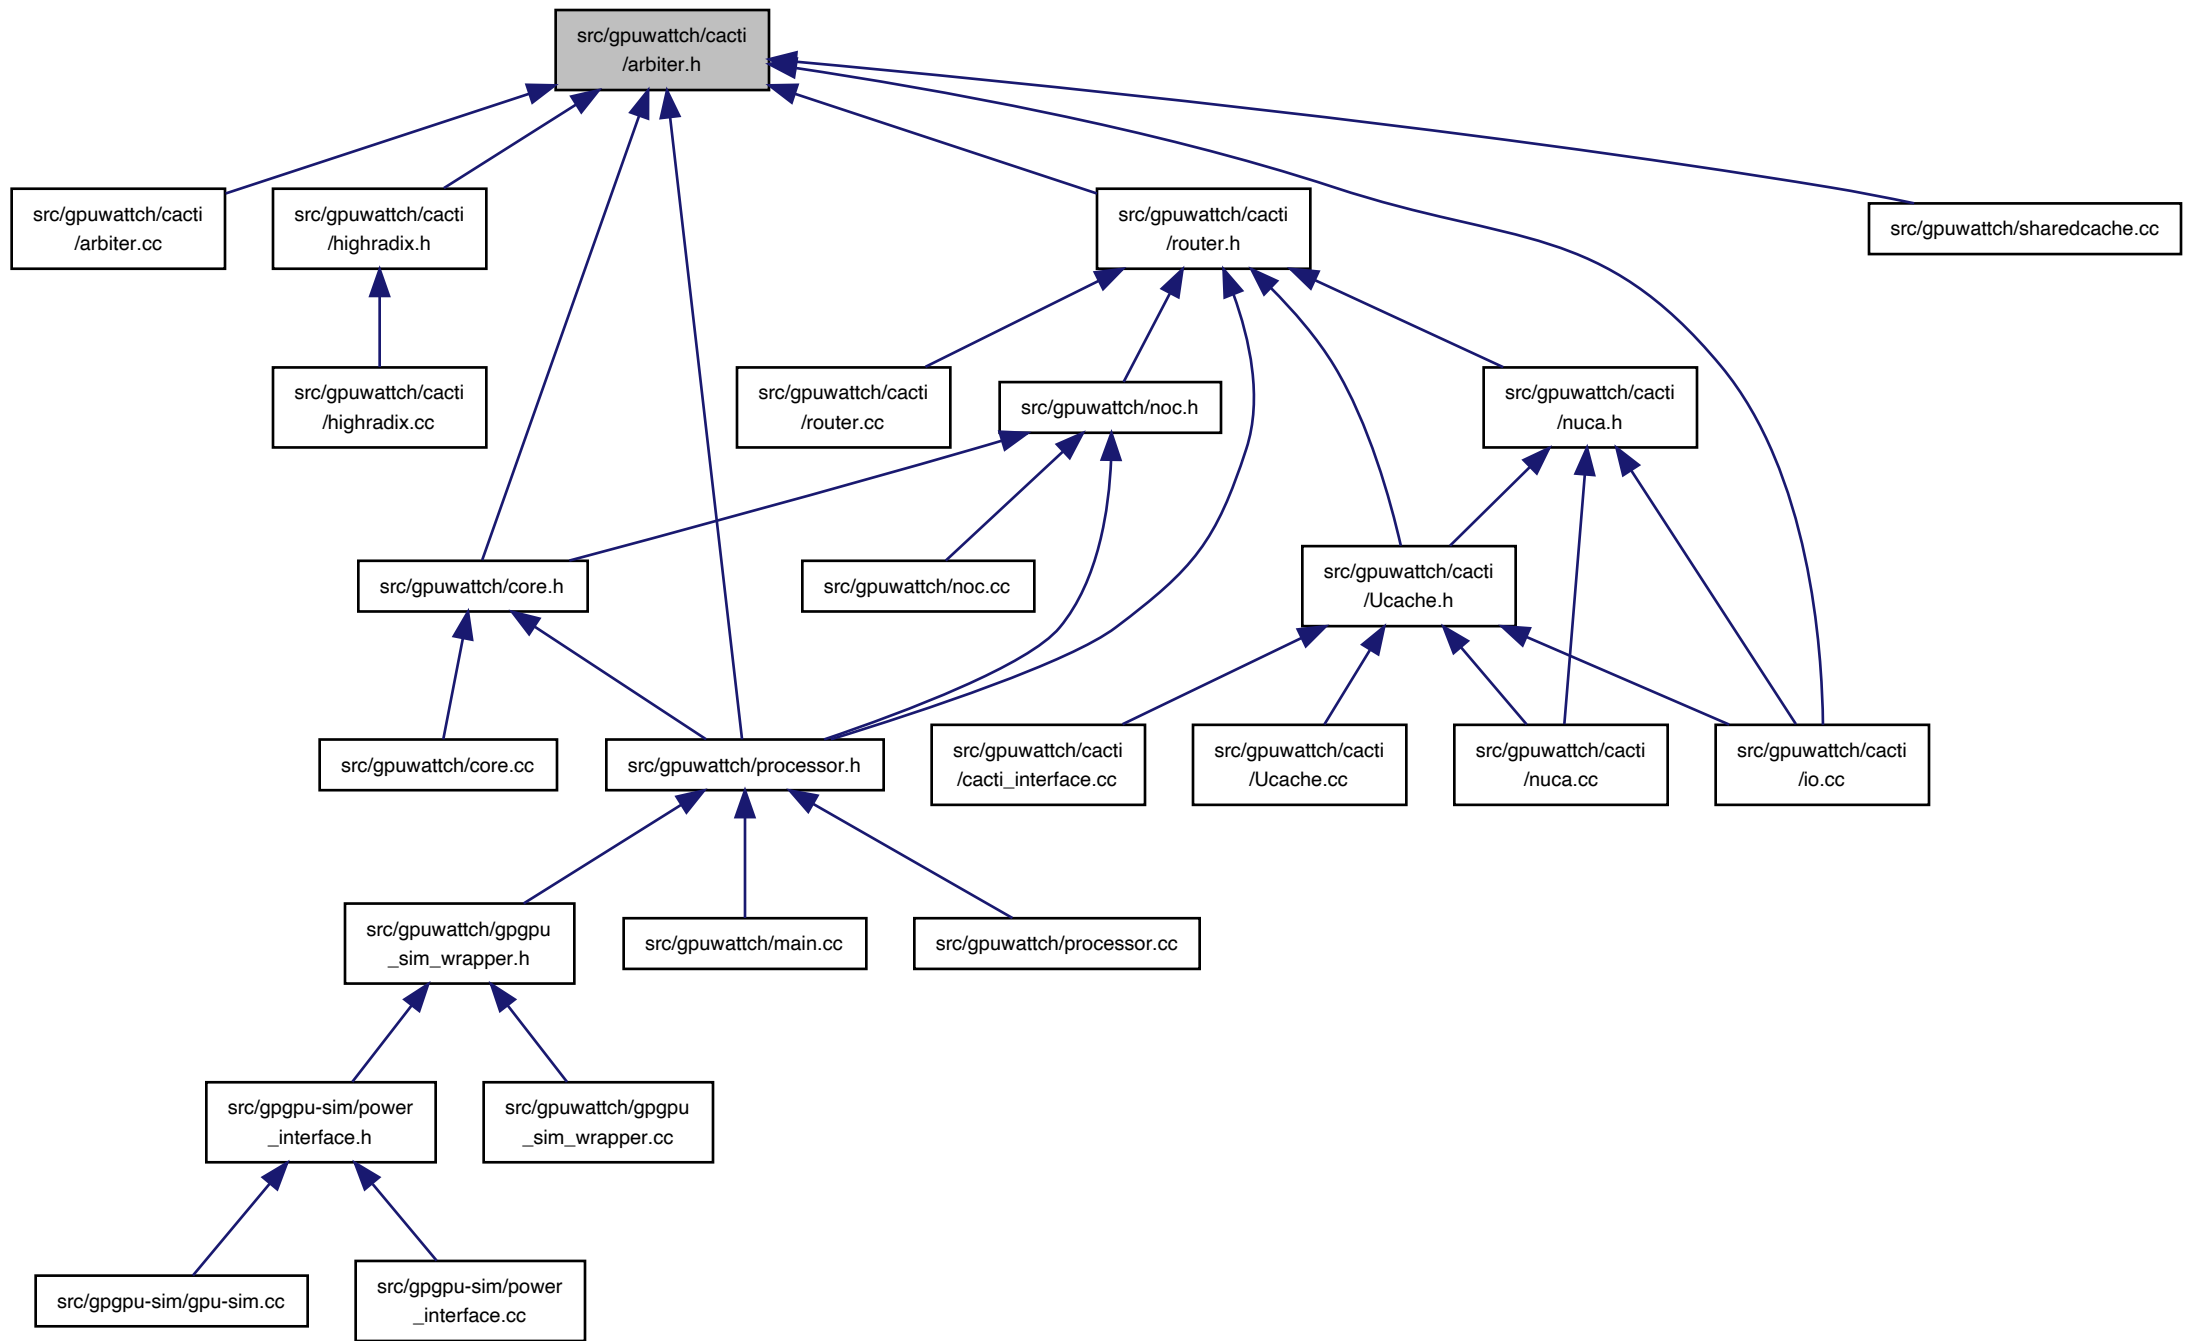 src/gpuwattch/cacti
/arbiter.h
src/gpuwattch/cacti
/arbiter.cc
src/gpuwattch/cacti
/highradix.h
src/gpuwattch/cacti
/router.h
src/gpuwattch/sharedcache.cc
src/gpuwattch/cacti
/highradix.cc
src/gpuwattch/cacti
/router.cc
src/gpuwattch/noc.h
src/gpuwattch/cacti
/nuca.h
src/gpuwattch/core.h
src/gpuwattch/noc.cc
src/gpuwattch/cacti
/Ucache.h
src/gpuwattch/core.cc
src/gpuwattch/processor.h
src/gpuwattch/cacti
/cacti_interface.cc
src/gpuwattch/cacti
/Ucache.cc
src/gpuwattch/cacti
/nuca.cc
src/gpuwattch/cacti
/io.cc
src/gpuwattch/gpgpu
_sim_wrapper.h
src/gpuwattch/main.cc
src/gpuwattch/processor.cc
src/gpgpu-sim/power
_interface.h
src/gpuwattch/gpgpu
_sim_wrapper.cc
src/gpgpu-sim/gpu-sim.cc
src/gpgpu-sim/power
_interface.cc